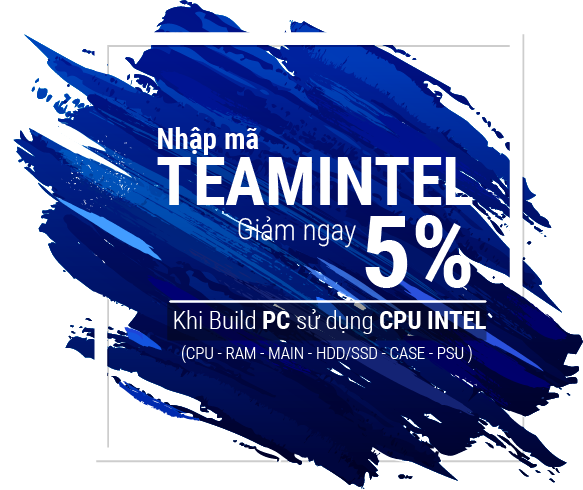 Nhập mã
TEAMINTEL
Giảm ngay
5%
Khi Build PC sử dụng CPU INTEL`
(CPU - RAM - MAIN - HDD/SSD - CASE - PSU )